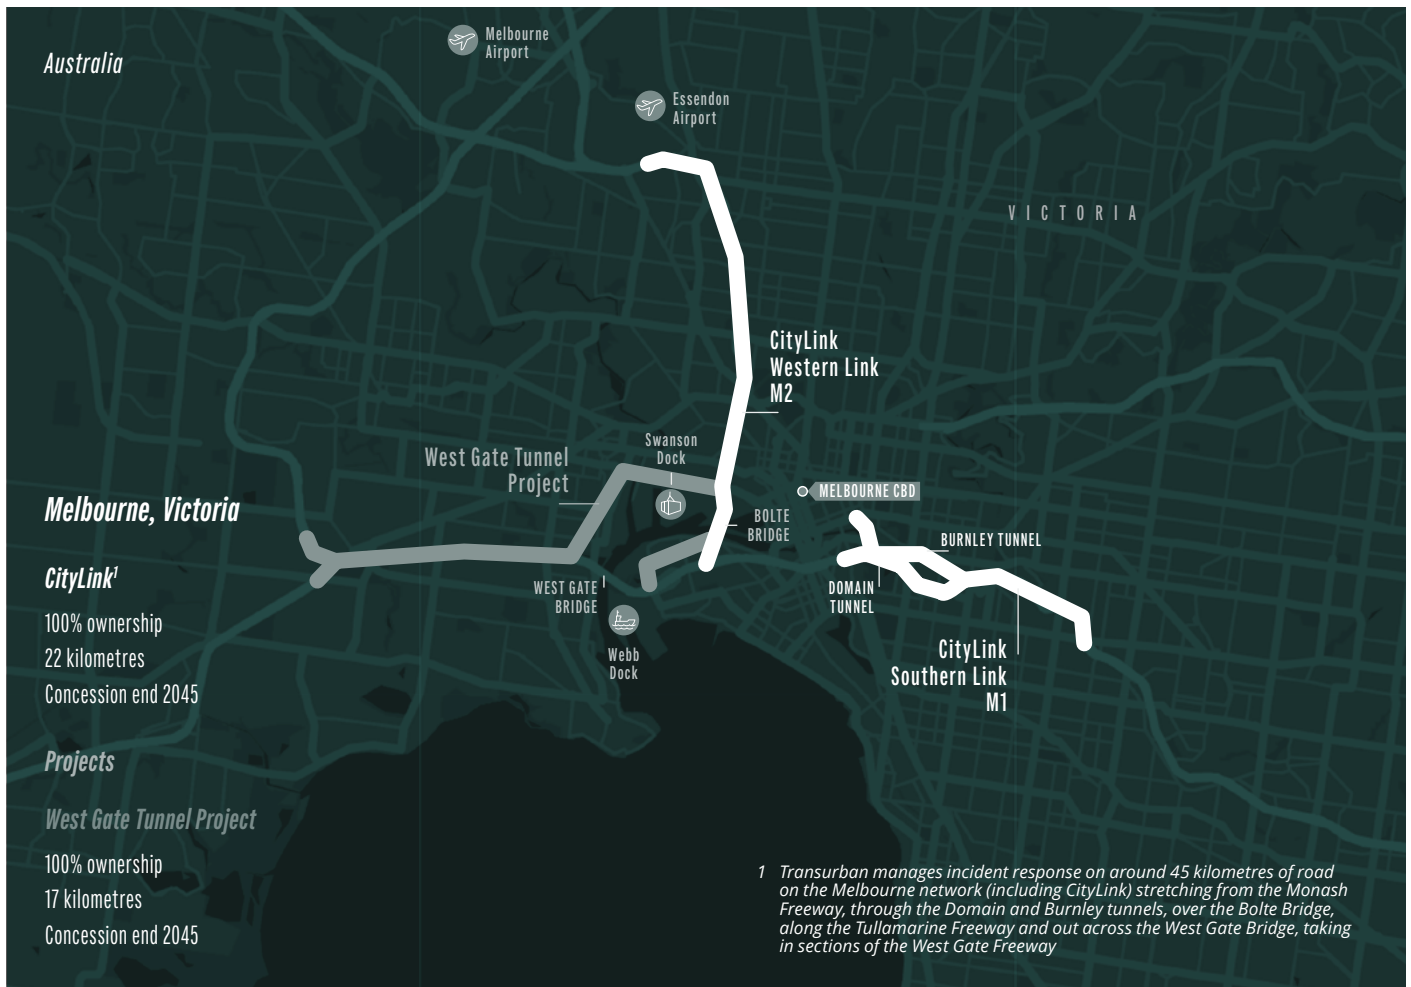 Australia
Melbourne
Airport
Essendon
Airport
VICTORIA
CityLink
Western Link
M2
West Gate Tunnel
Project
Swanson
Dock
MELBOURNE CBD
BOLTE
BRIDGE
BURNLEY TUNNEL
WEST GATE
BRIDGE
DOMAIN
TUNNEL
Webb
Dock
CityLink
Southern Link
M1
Melbourne, Victoria
CityLink¹
100% ownership
22 kilometres
Concession end 2045
Projects
West Gate Tunnel Project
100% ownership
17 kilometres
Concession end 2045
1 Transurban manages incident response on around 45 kilometres of road
on the Melbourne network (including CityLink) stretching from the Monash
Freeway, through the Domain and Burnley tunnels, over the Bolte Bridge,
along the Tullamarine Freeway and out across the West Gate Bridge, taking
in sections of the West Gate Freeway